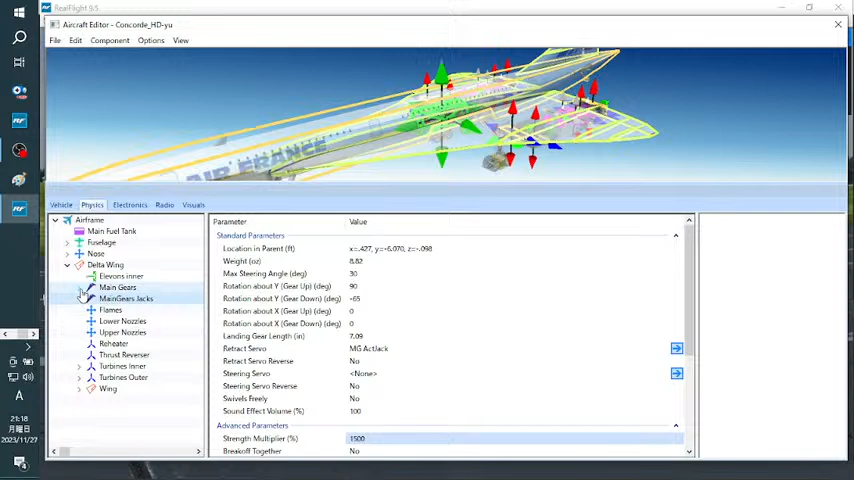 RealFlight 9.5
Aircraft Editor - Concorde_HD-yu
File Edit Component Options View
AIR FRANCE
Vehicle Physics Electronics Radio Visuals
Airframe
Main Fuel Tank
Fuselage
Nose
Delta Wing
Elevons inner
Main Gears
MainGears Jacks
Flames
Lower Nozzles
Upper Nozzles
Reheater
Thrust Reverser
Turbines Inner
Turbines Outer
Wing
Parameter Value
Standard Parameters
Location in Parent (ft) x=.427, y=-6.070, z=-.098
Weight (oz) 8.82
Max Steering Angle (deg) 30
Rotation about Y (Gear Up) (deg) 90
Rotation about Y (Gear Down) (deg) -65
Rotation about X (Gear Up) (deg) 0
Rotation about X (Gear Down) (deg) 0
Landing Gear Length (in) 7.09
Retract Servo MG ActJack
Retract Servo Reverse No
Steering Servo <None>
Steering Servo Reverse No
Swivels Freely No
Sound Effect Volume (%) 100
Advanced Parameters
Strength Multiplier (%) 1500
Breakoff Together No
RF
RF
A
21:18
月曜日
2023/11/27
4